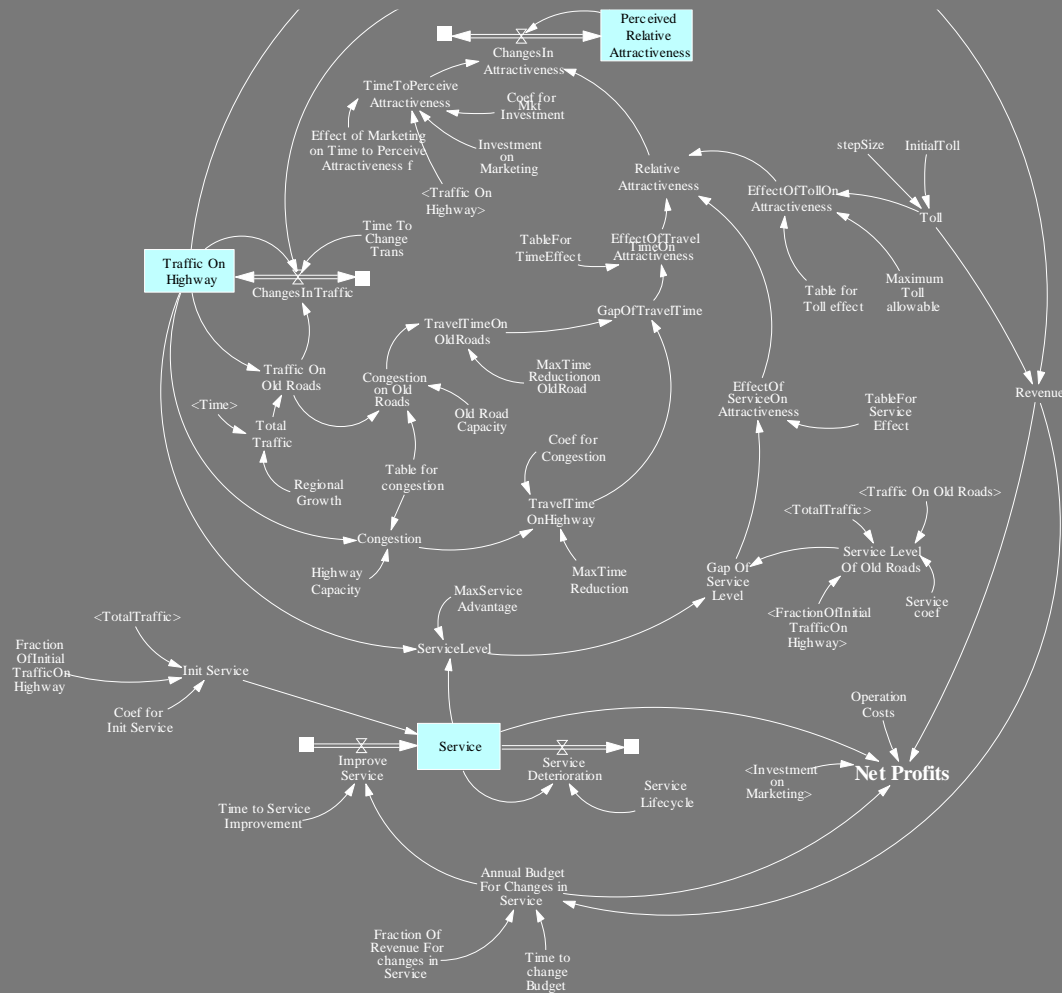 Perceived
Relative
Attractiveness
ChangesIn
Attractiveness
TimeToPerceive
Attractiveness
Coef for
Mkt
Investment
Effect of Marketing
on Time to Perceive
Attractiveness f
Investment
on
Marketing
<Traffic On
Highway>
Relative
Attractiveness
stepSize
InitialToll
EffectOfTollOn
Attractiveness
Toll
Time To
Change
Trans
TableFor
TimeEffect
EffectOfTravel
TimeOn
Attractiveness
Traffic On
Highway
ChangesInTraffic
Table for
Toll effect
Maximum
Toll
allowable
GapOfTravelTime
TravelTimeOn
OldRoads
Traffic On
Old Roads
Congestion
on Old
Roads
MaxTime
Reductionon
OldRoad
EffectOf
ServiceOn
Attractiveness
Revenue
<Time>
Total
Traffic
Old Road
Capacity
TableFor
Service
Effect
Coef for
Congestion
Table for
congestion
Regional
Growth
TravelTime
OnHighway
<Traffic On Old Roads>
<TotalTraffic>
Congestion
Service Level
Of Old Roads
Highway
Capacity
MaxTime
Reduction
Gap Of
Service
Level
MaxService
Advantage
Service
coef
<FractionOfInitial
TrafficOn
Highway>
<TotalTraffic>
Fraction
OfInitial
TrafficOn
Highway
Init Service
ServiceLevel
Coef for
Init Service
Operation
Costs
Service
Improve
Service
Service
Deterioration
<Investment
on
Marketing>
Net Profits
Service
Lifecycle
Time to Service
Improvement
Annual Budget
For Changes in
Service
Fraction Of
Revenue For
changes in
Service
Time to
change
Budget